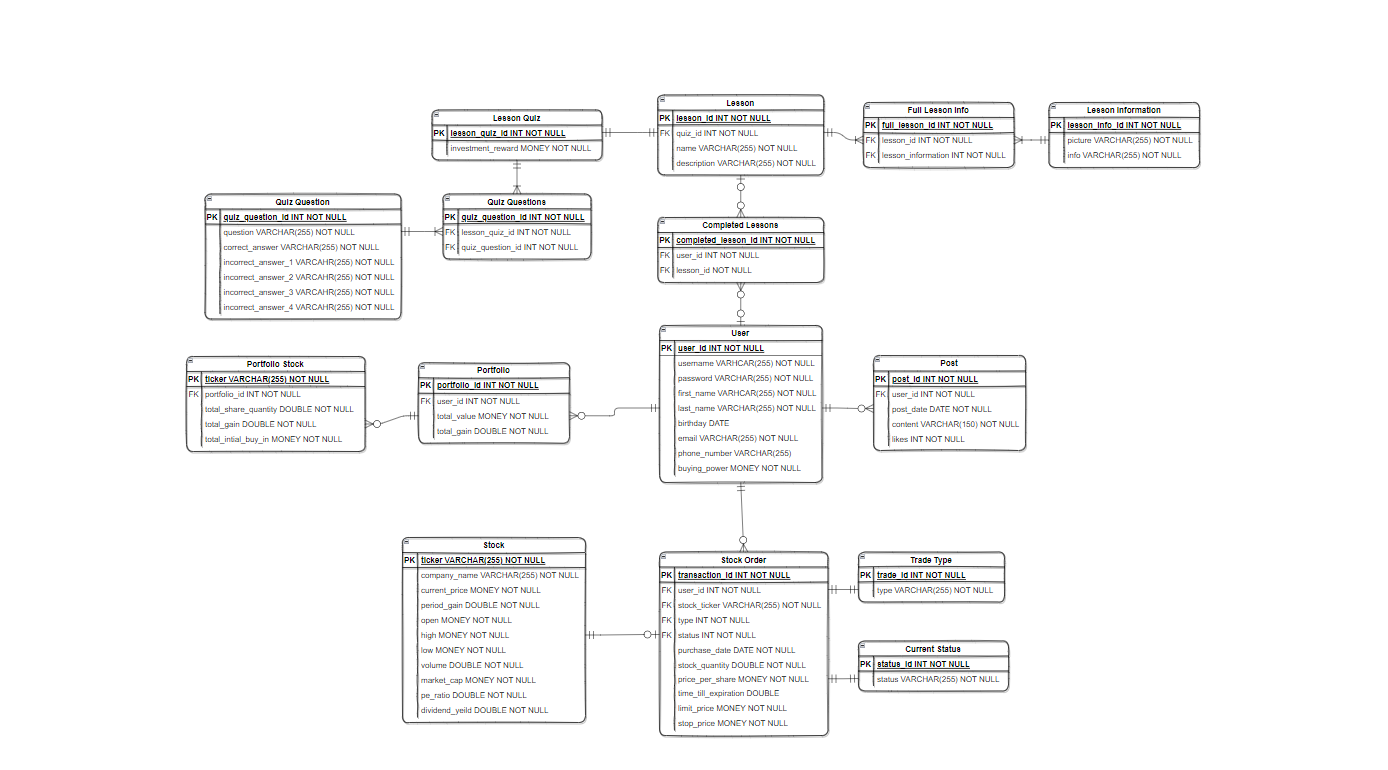 Lesson Quiz
PK lesson_quiz_id INT NOT NULL
investment_reward MONEY NOT NULL
Lesson
PK lesson_id INT NOT NULL
FK quiz_id INT NOT NULL
name VARCHAR(255) NOT NULL
description VARCHAR(255) NOT NULL
Full Lesson Info
PK full_lesson_id INT NOT NULL
FK lesson_id INT NOT NULL
FK lesson_information INT NOT NULL
Lesson Information
PK lesson_info_id INT NOT NULL
picture VARCHAR(255) NOT NULL
info VARCHAR(255) NOT NULL
Quiz Question
PK quiz_question_id INT NOT NULL
question VARCHAR(255) NOT NULL
correct_answer VARCHAR(255) NOT NULL
incorrect_answer_1 VARCAHR(255) NOT NULL
incorrect_answer_2 VARCAHR(255) NOT NULL
incorrect_answer_3 VARCAHR(255) NOT NULL
incorrect_answer_4 VARCAHR(255) NOT NULL
Quiz Questions
PK quiz_question_id INT NOT NULL
FK lesson_quiz_id INT NOT NULL
FK quiz_question_id INT NOT NULL
Completed Lessons
PK completed_lesson_id INT NOT NULL
FK user_id INT NOT NULL
FK lesson_id NOT NULL
Portfolio Stock
PK ticker VARCHAR(255) NOT NULL
FK portfolio_id INT NOT NULL
total_share_quantity DOUBLE NOT NULL
total_gain DOUBLE NOT NULL
total_intial_buy_in MONEY NOT NULL
Portfolio
PK portfolio_id INT NOT NULL
FK user_id INT NOT NULL
total_value MONEY NOT NULL
total_gain DOUBLE NOT NULL
User
PK user_id INT NOT NULL
username VARHCAR(255) NOT NULL
password VARCHAR(255) NOT NULL
first_name VARHCAR(255) NOT NULL
last_name VARCHAR(255) NOT NULL
birthday DATE
email VARCHAR(255) NOT NULL
phone_number VARCHAR(255)
buying_power MONEY NOT NULL
Post
PK post_id INT NOT NULL
FK user_id INT NOT NULL
post_date DATE NOT NULL
content VARCHAR(150) NOT NULL
likes INT NOT NULL
Stock
PK ticker VARCHAR(255) NOT NULL
company_name VARCHAR(255) NOT NULL
current_price MONEY NOT NULL
period_gain DOUBLE NOT NULL
open MONEY NOT NULL
high MONEY NOT NULL
low MONEY NOT NULL
volume DOUBLE NOT NULL
market_cap MONEY NOT NULL
pe_ratio DOUBLE NOT NULL
dividend_yeild DOUBLE NOT NULL
Stock Order
PK transaction_id INT NOT NULL
FK user_id INT NOT NULL
FK stock_ticker VARCHAR(255) NOT NULL
FK type INT NOT NULL
FK status INT NOT NULL
purchase_date DATE NOT NULL
stock_quantity DOUBLE NOT NULL
price_per_share MONEY NOT NULL
time_till_expiration DOUBLE
limit_price MONEY NOT NULL
stop_price MONEY NOT NULL
Trade Type
PK trade_id INT NOT NULL
type VARCHAR(255) NOT NULL
Current Status
PK status_id INT NOT NULL
status VARCHAR(255) NOT NULL